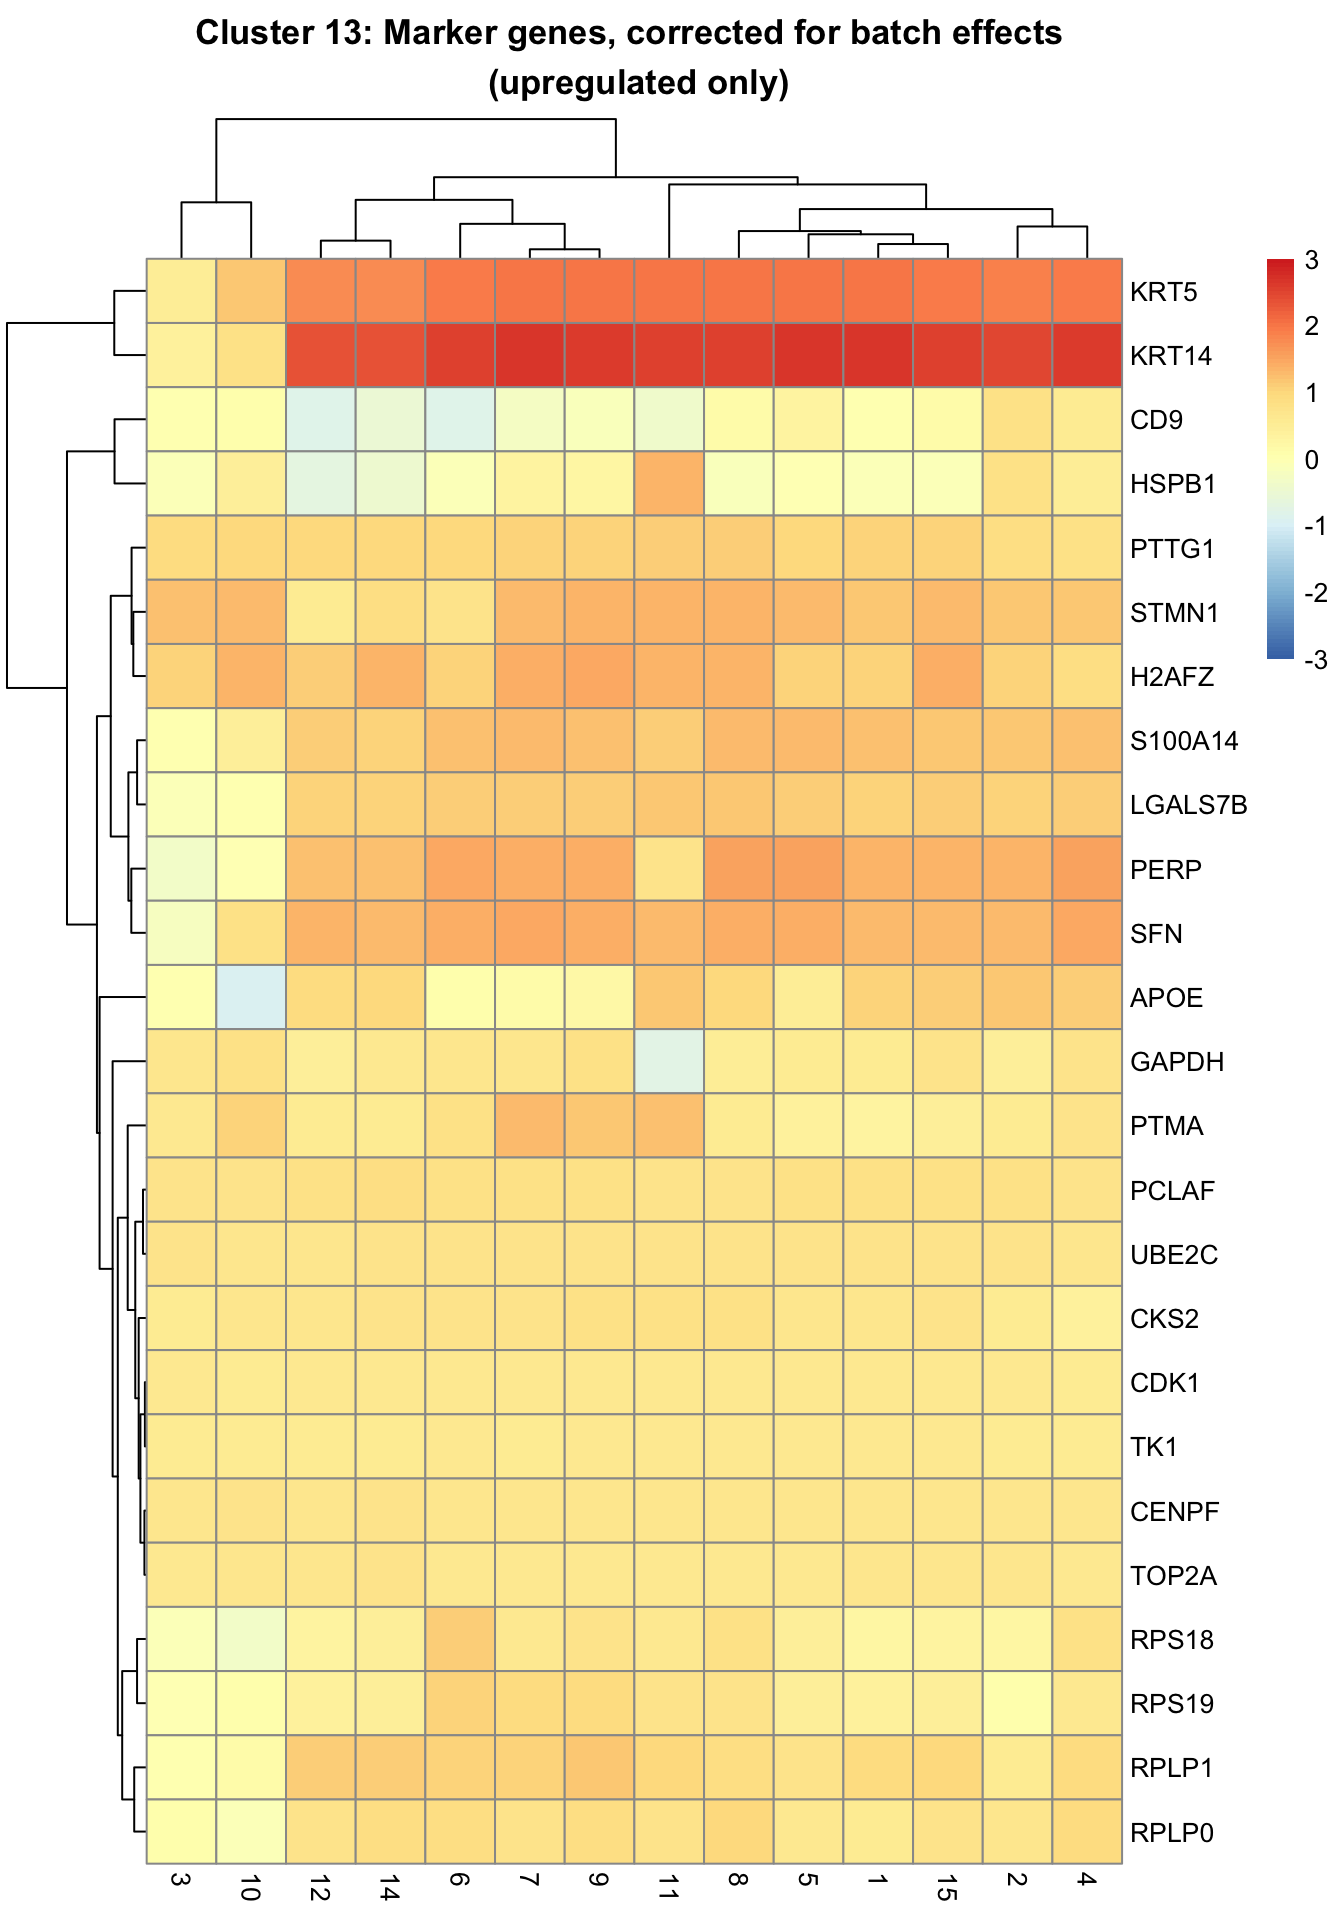 Cluster 13: Marker genes, corrected for batch effects
(upregulated only)
3
2
1
0
-1
-2
-3
KRT5
KRT14
CD9
HSPB1
PTTG1
STMN1
H2AFZ
S100A14
LGALS7B
PERP
SFN
APOE
GAPDH
PTMA
PCLAF
UBE2C
CKS2
CDK1
TK1
CENPF
TOP2A
RPS18
RPS19
RPLP1
RPLP0
3 10 12 14 6 7 9 11 8 5 1 15 2 4